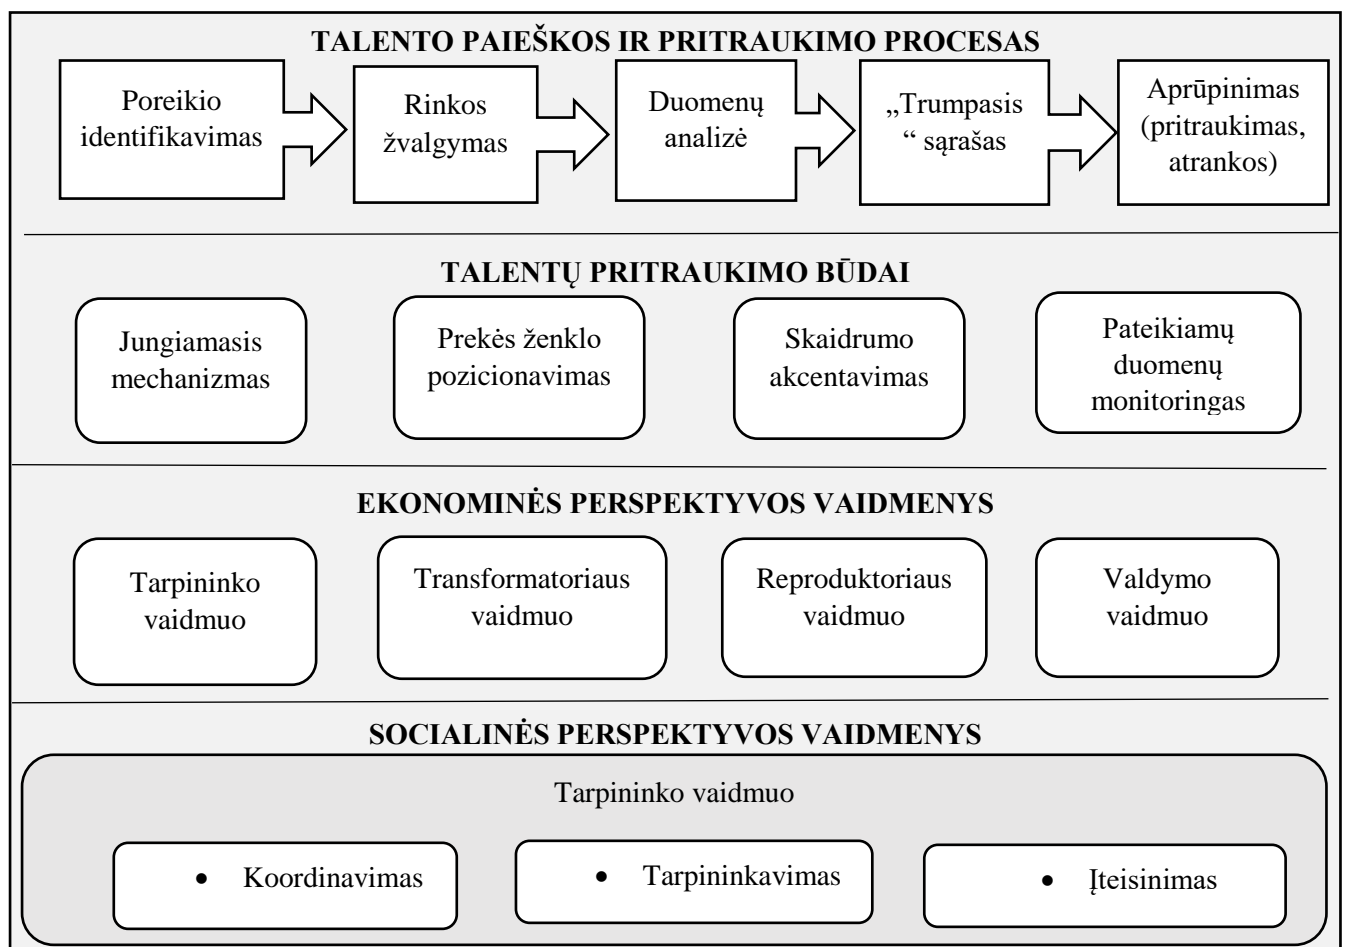 TALENTO PAIEŠKOS IR PRITRAUKIMO PROCESAS
Poreikio
identifikavimas
Rinkos
žvalgymas
Duomenų
analizė
„Trumpasis
“ sąrašas
Aprūpinimas
(pritraukimas,
atrankos)
TALENTŲ PRITRAUKIMO BŪDAI
Jungiamasis
mechanizmas
Prekės ženklo
pozicionavimas
Skaidrumo
akcentavimas
Pateikiamų
duomenų
monitoringas
EKONOMINĖS PERSPEKTYVOS VAIDMENYS
Tarpininko
vaidmuo
Transformatoriaus
vaidmuo
Reproduktoriaus
vaidmuo
Valdymo
vaidmuo
SOCIALINĖS PERSPEKTYVOS VAIDMENYS
Tarpininko vaidmuo
• Koordinavimas
• Tarpininkavimas
• Įteisinimas